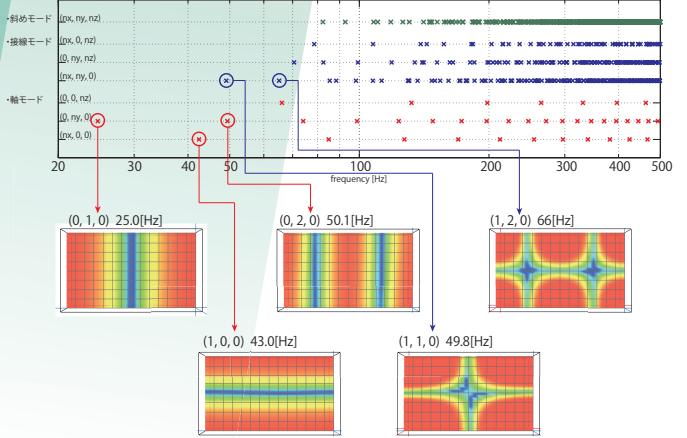 ・斜めモード (nx, ny, nz)
・接線モード (nx, 0, nz)
(0, ny, nz)
(nx, ny, 0)
・軸モード (0, 0, nz)
(0, ny, 0)
(nx, 0, 0)
20 30 40 50 100 200 300 400 500
frequency [Hz]
(0, 1, 0) 25.0[Hz]
(0, 2, 0) 50.1[Hz]
(1, 2, 0) 66[Hz]
(1, 0, 0) 43.0[Hz]
(1, 1, 0) 49.8[Hz]